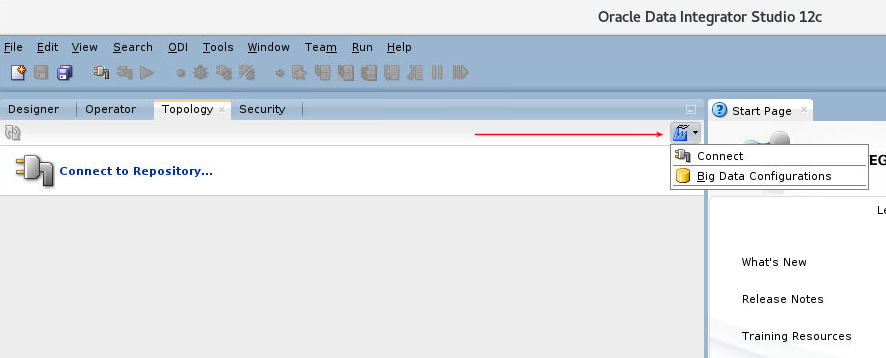 Oracle Data Integrator Studio 12c
File Edit View Search ODI Tools Window Team Run Help
Designer Operator Topology Security
Start Page
Connect to Repository...
Connect
Big Data Configurations
EG
Le
What's New
Release Notes
Training Resources